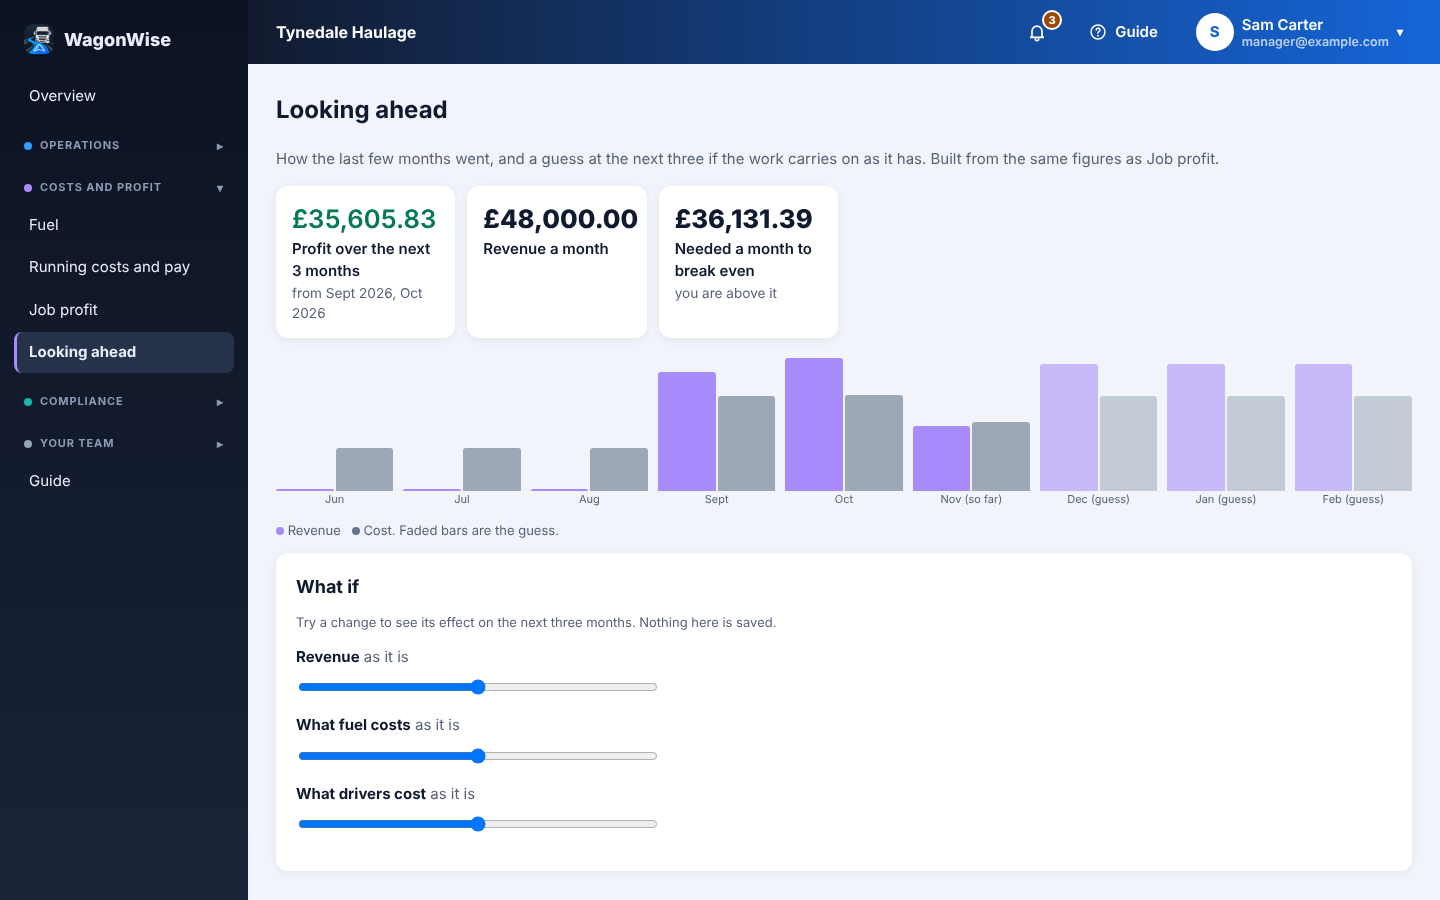 WagonWise
Tynedale Haulage
3
Guide
S
Sam Carter
manager@example.com
Overview
OPERATIONS
COSTS AND PROFIT
Fuel
Running costs and pay
Job profit
Looking ahead
COMPLIANCE
YOUR TEAM
Guide
Looking ahead
How the last few months went, and a guess at the next three if the work carries on as it has. Built from the same figures as Job profit.
£35,605.83
Profit over the next
3 months
from Sept 2026, Oct
2026
£48,000.00
Revenue a month
£36,131.39
Needed a month to
break even
you are above it
Jun
Jul
Aug
Sept
Oct
Nov (so far)
Dec (guess)
Jan (guess)
Feb (guess)
Revenue
Cost. Faded bars are the guess.
What if
Try a change to see its effect on the next three months. Nothing here is saved.
Revenue as it is
What fuel costs as it is
What drivers cost as it is